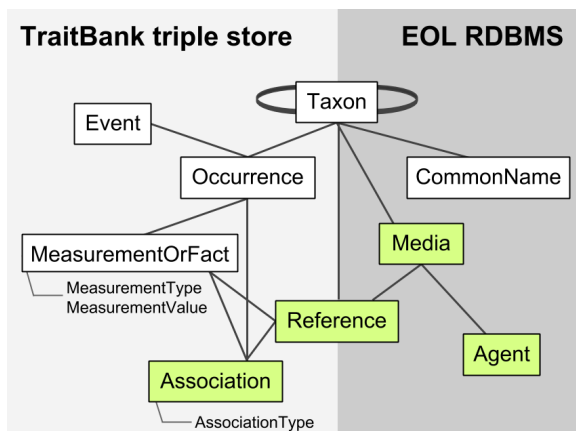 TraitBank triple store
EOL RDBMS
Taxon
Event
Occurrence
CommonName
Media
MeasurementOrFact
MeasurementType
MeasurementValue
Reference
Agent
Association
AssociationType